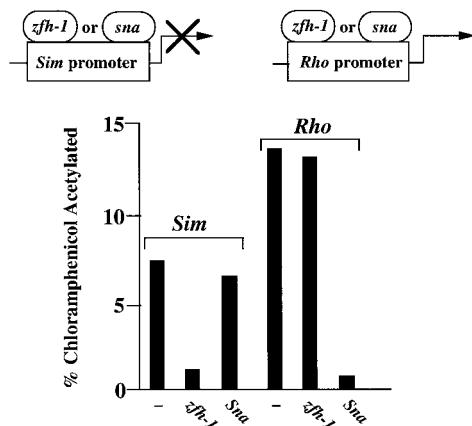 zfh-1 or sna
Sim promoter
zfh-1 or sna
Rho promoter
% Chloramphenicol Acetylated
15
10
5
0
Sim
Rho
– zfh-1 Sna – zfh-1 Sna